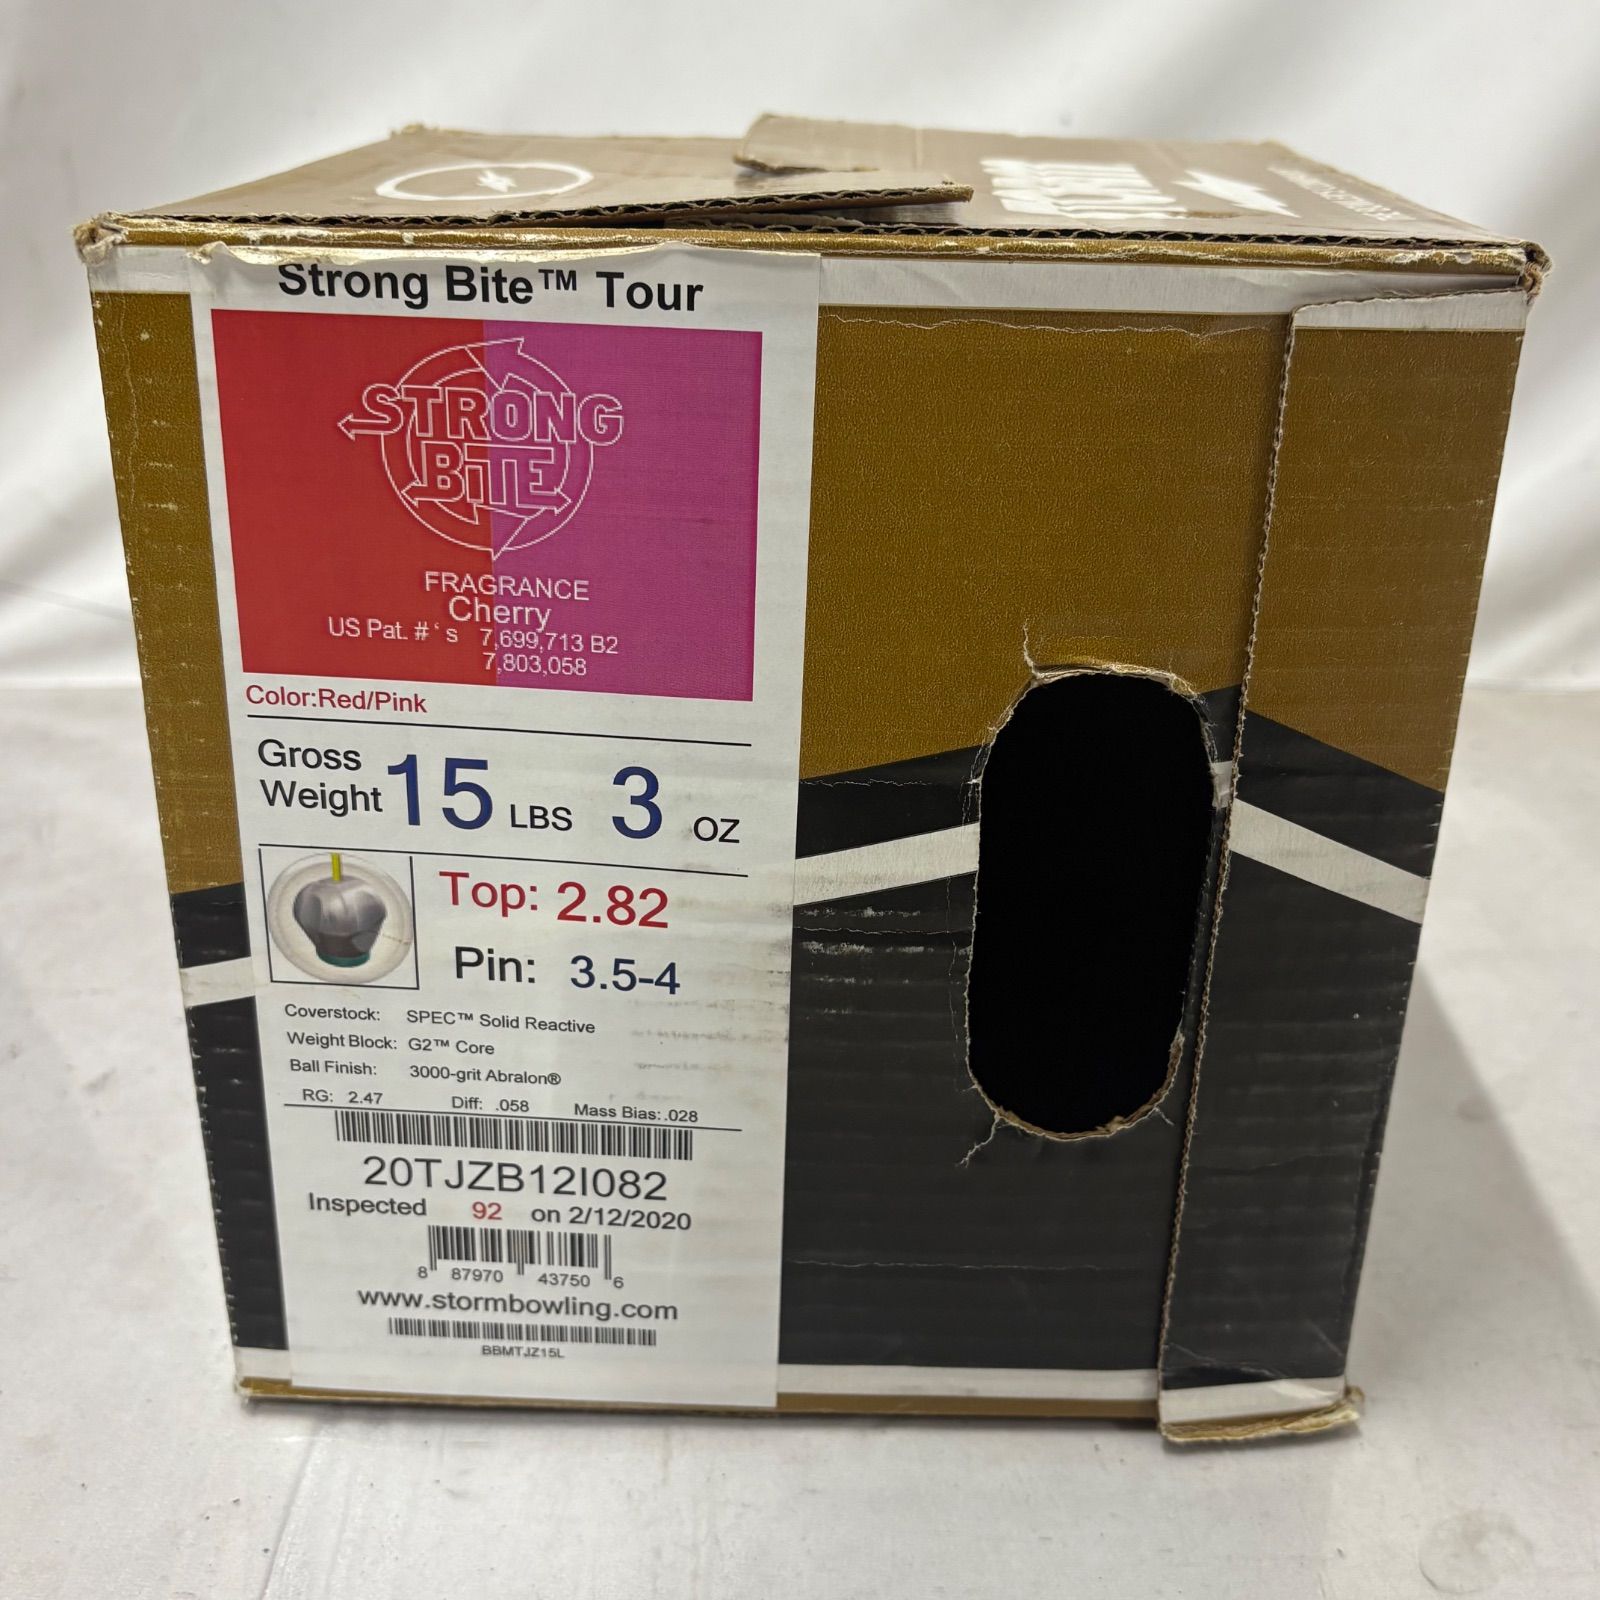 Strong Bite™ Tour
STRONG
BiTE
FRAGRANCE
Cherry
US Pat. #‘ s 7,699,713 B2
7,803,058
Color:Red/Pink
Gross
Weight 15 LBS 3 oz
Top: 2.82
Pin: 3.5-4
Coverstock: SPEC™ Solid Reactive
Weight Block: G2™ Core
Ball Finish: 3000-grit Abralon®
RG: 2.47 Diff: .058 Mass Bias:.028
20TJZB12I082
Inspected 92 on 2/12/2020
8 87970 43750 6
www.stormbowling.com
BBMTJZ15L